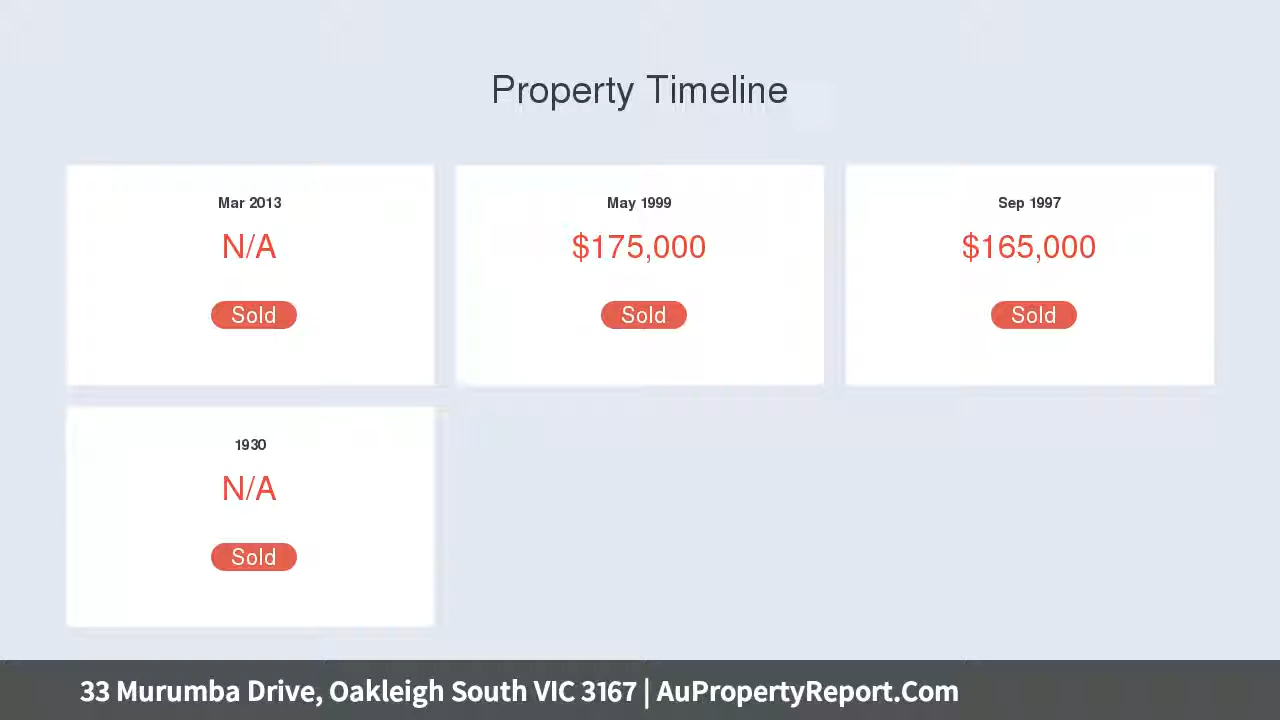 Property Timeline
Mar 2013
N/A
Sold
May 1999
$175,000
Sold
Sep 1997
$165,000
Sold
1930
N/A
Sold
33 Murumba Drive, Oakleigh South VIC 3167 | AuPropertyReport.Com